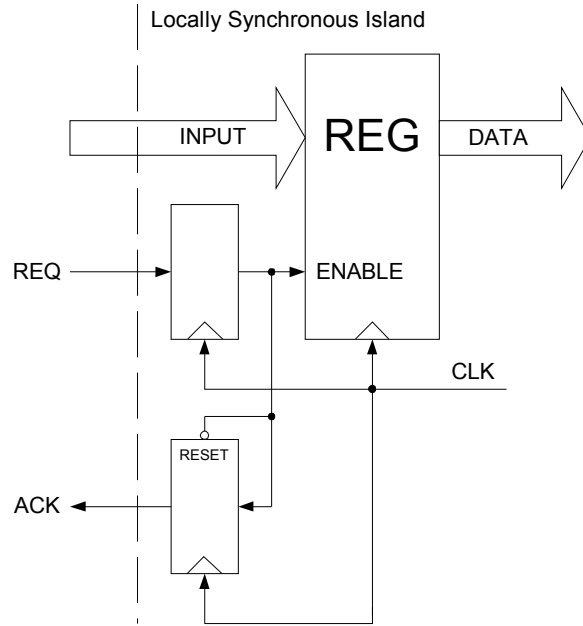 Locally Synchronous Island
INPUT
REG
DATA
REQ
ENABLE
CLK
RESET
ACK